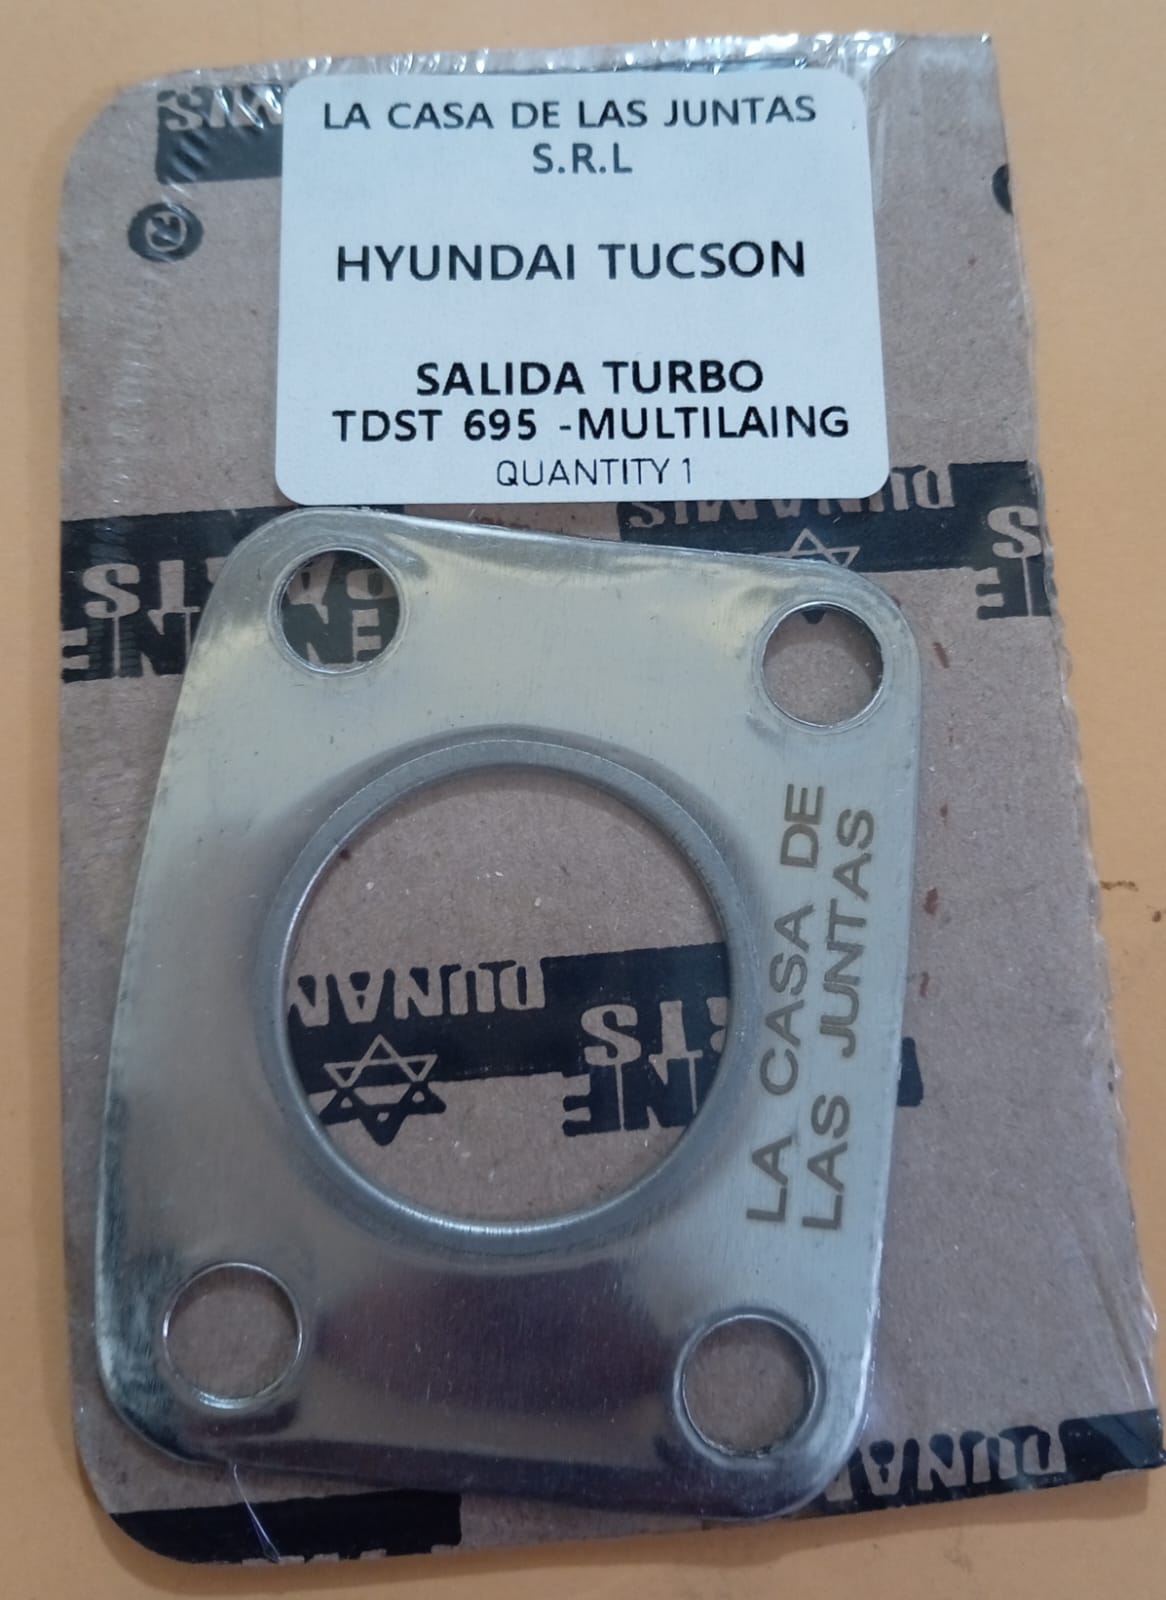 LA CASA DE LAS JUNTAS
S.R.L
HYUNDAI TUCSON
SALIDA TURBO
TDST 695 -MULTILAING
QUANTITY 1
LA CASA DE
LAS JUNTAS
DUNAMIS